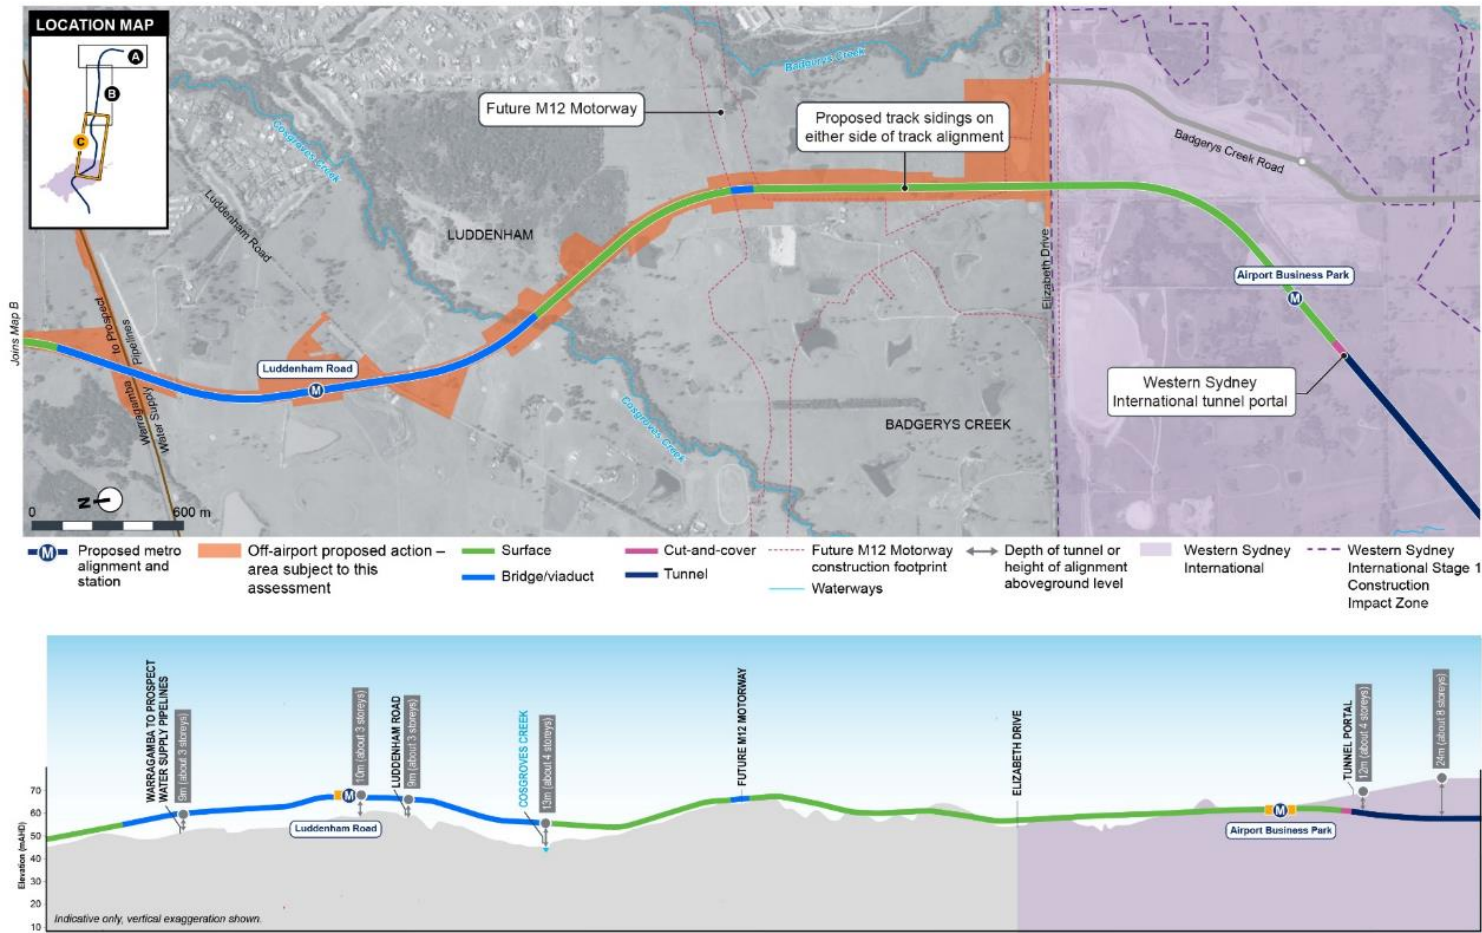 LOCATION MAP
A
B
C
Future M12 Motorway
Badgerys Creek
Proposed track sidings on
either side of track alignment
Badgerys Creek Road
Cosgroves Creek
Luddenham Road
LUDDENHAM
Elizabeth Drive
Airport Business Park
M
Joins Map B
Warragamba to Prospect
Water Supply Pipelines
Luddenham Road
M
Western Sydney
International tunnel portal
Cosgroves Creek
BADGERYS CREEK
N
0 600 m
M Proposed metro
alignment and
station
Off-airport proposed action –
area subject to this
assessment
Surface
Bridge/viaduct
Cut-and-cover
Tunnel
Future M12 Motorway
construction footprint
Waterways
Depth of tunnel or
height of alignment
aboveground level
Western Sydney
International
Western Sydney
International Stage 1
Construction
Impact Zone
WARRAGAMBA TO PROSPECT
WATER SUPPLY PIPELINES
9m (about 3 storeys)
10m (about 3 storeys)
LUDDENHAM ROAD
9m (about 3 storeys)
COSGROVES CREEK
13m (about 4 storeys)
FUTURE M12 MOTORWAY
ELIZABETH DRIVE
TUNNEL PORTAL
12m (about 4 storeys)
24m (about 8 storeys)
Elevation (mAHD)
70
60
50
40
30
20
10
M
Luddenham Road
M
Airport Business Park
Indicative only, vertical exaggeration shown.